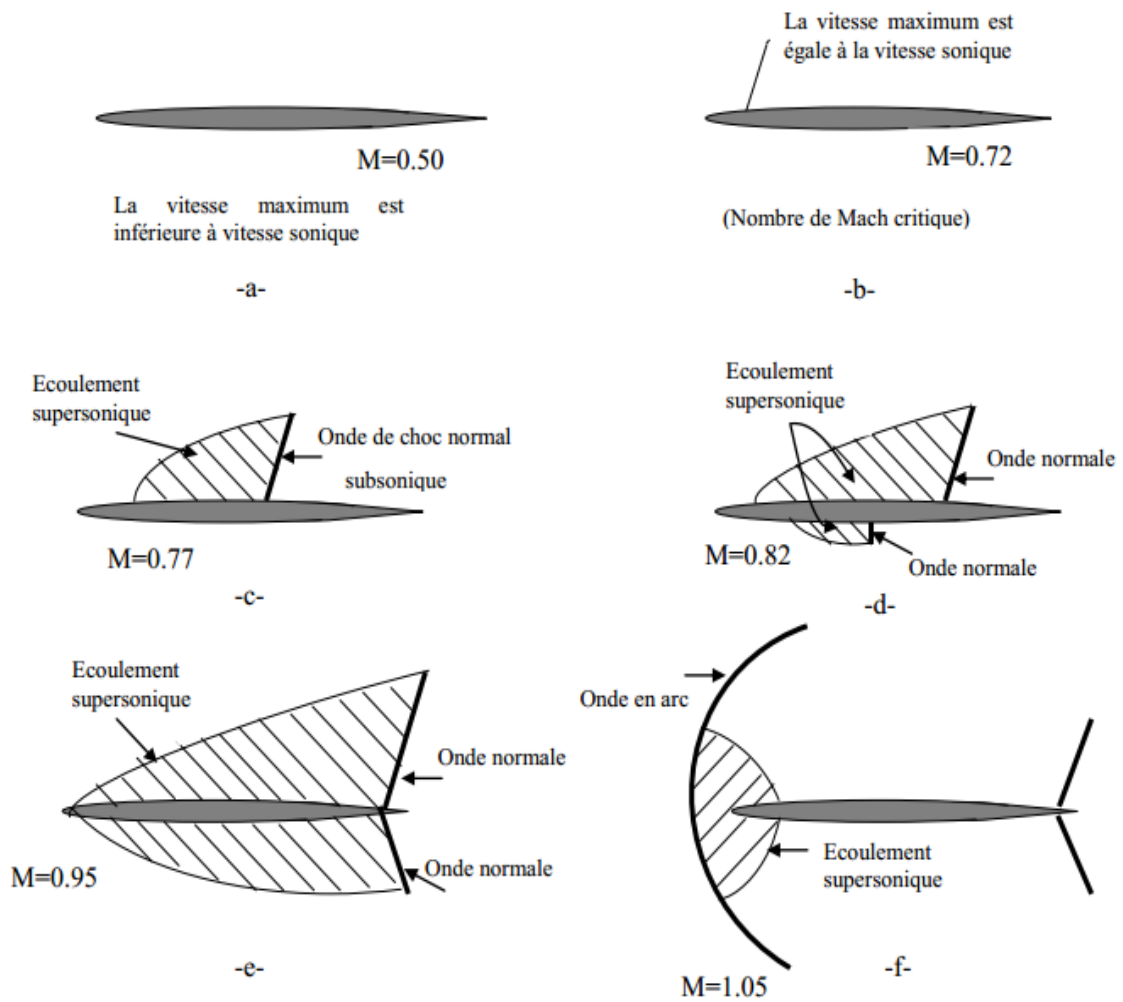 La vitesse maximum est
égale à la vitesse sonique
M=0.50
M=0.72
La vitesse maximum est
inférieure à vitesse sonique
(Nombre de Mach critique)
-a-
-b-
Ecoulement
supersonique
Onde de choc normal
subsonique
M=0.77
-c-
Ecoulement
supersonique
Onde normale
M=0.82
Onde normale
-d-
Ecoulement
supersonique
Onde normale
Onde normale
M=0.95
-e-
Onde en arc
Ecoulement
supersonique
M=1.05
-f-